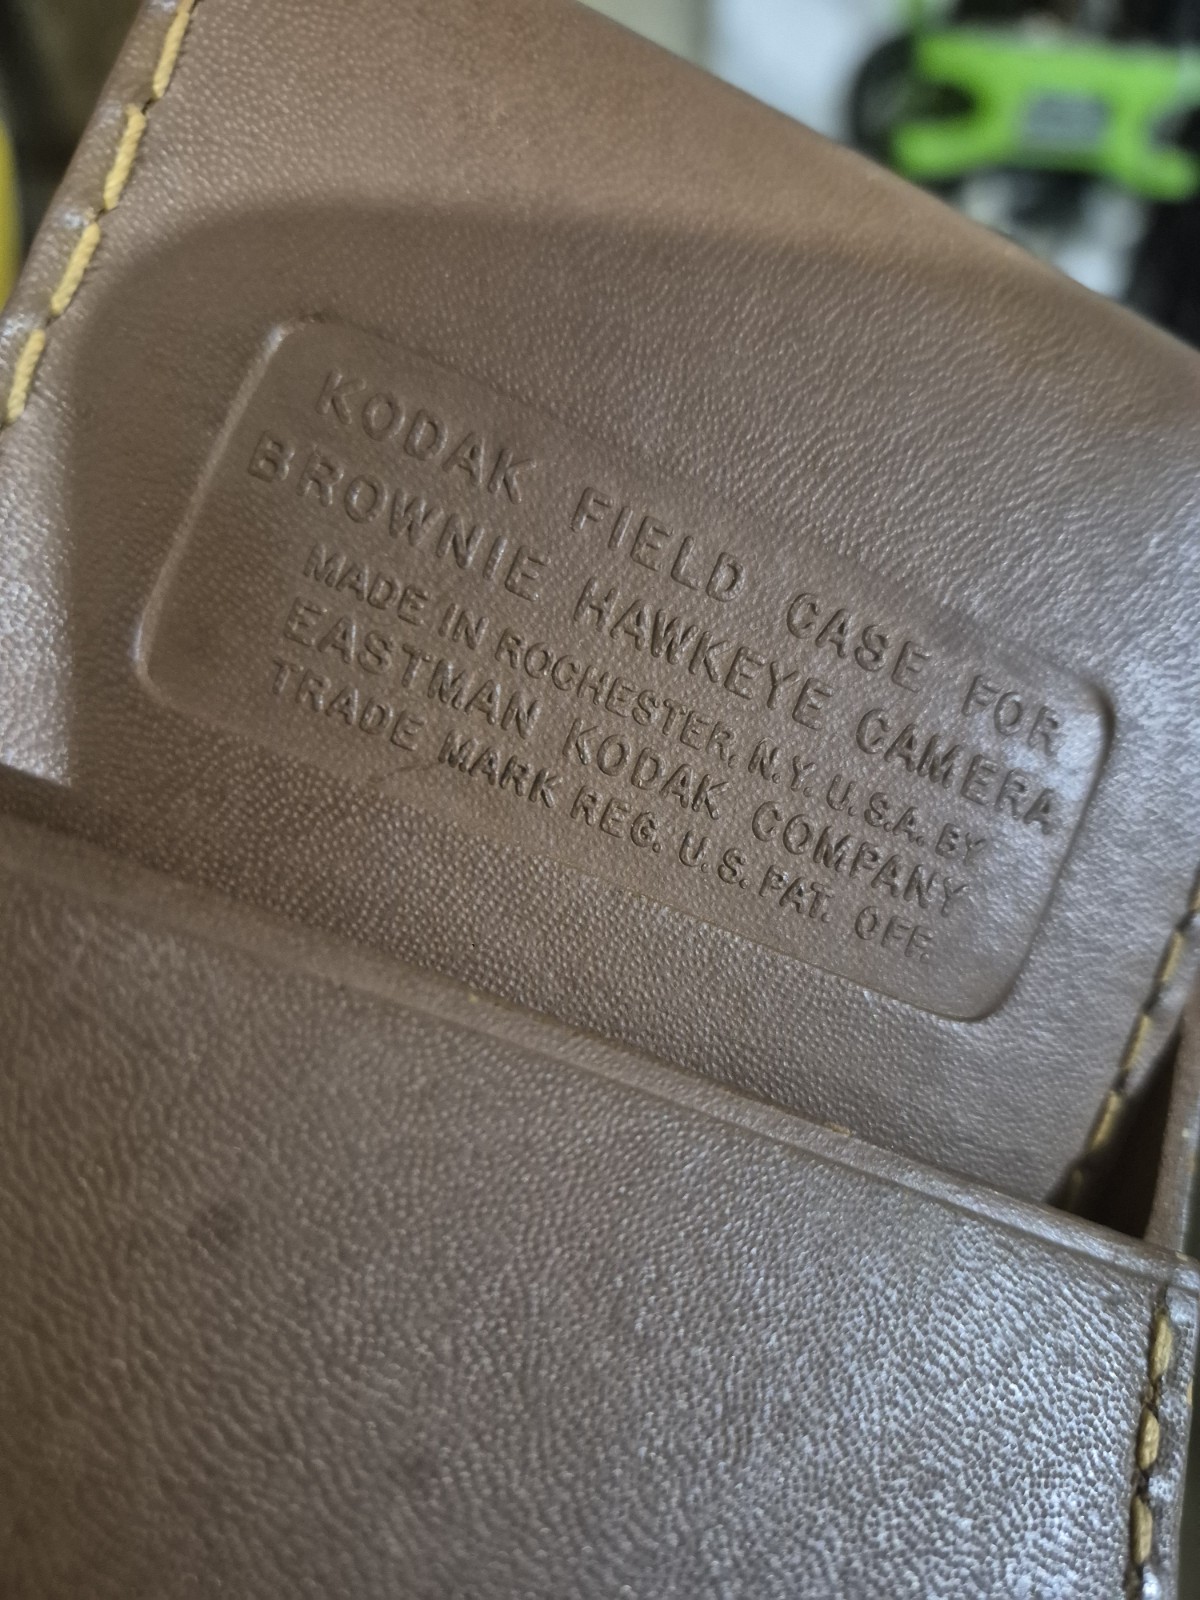 KODAK FIELD CASE FOR
BROWNIE HAWKEYE CAMERA
MADE IN ROCHESTER, N.Y. U.S.A. BY
EASTMAN KODAK COMPANY
TRADE MARK REG. U.S. PAT. OFF.